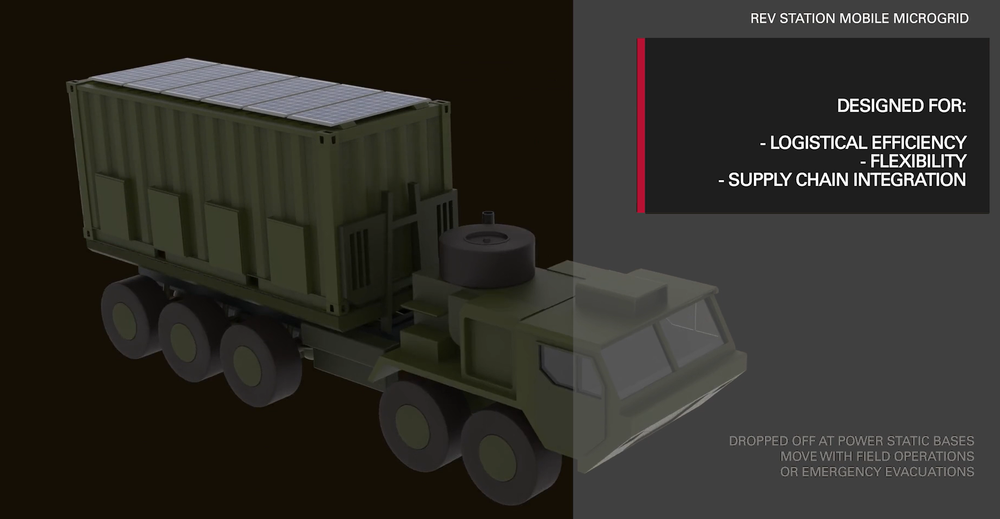 REV STATION MOBILE MICROGRID
DESIGNED FOR:
- LOGISTICAL EFFICIENCY
- FLEXIBILITY
- SUPPLY CHAIN INTEGRATION
DROPPED OFF AT POWER STATIC BASES
MOVE WITH FIELD OPERATIONS
OR EMERGENCY EVACUATIONS